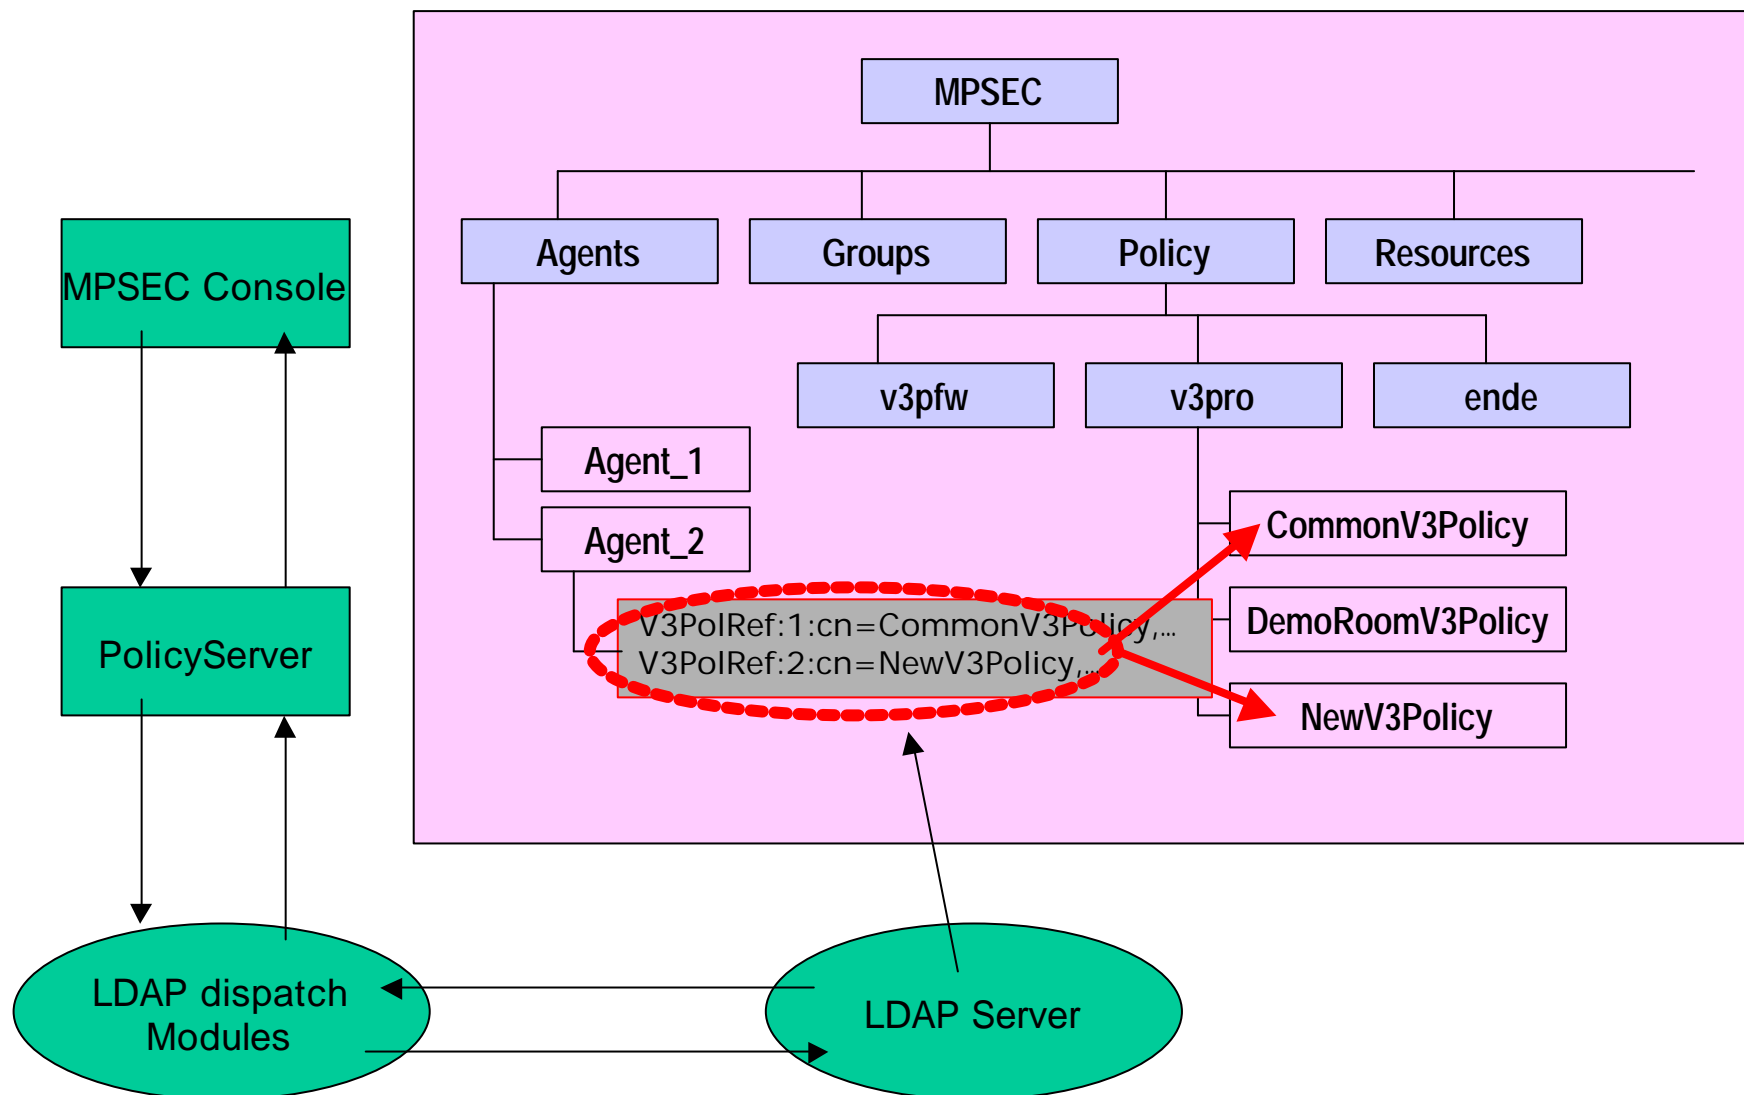 MPSEC
Agents
Groups
Policy
Resources
MPSEC Console
v3pfw
v3pro
ende
Agent_1
CommonV3Policy
Agent_2
V3PolRef:1:cn=CommonV3Policy,...
V3PolRef:2:cn=NewV3Policy,...
DemoRoomV3Policy
PolicyServer
NewV3Policy
LDAP dispatch
Modules
LDAP Server